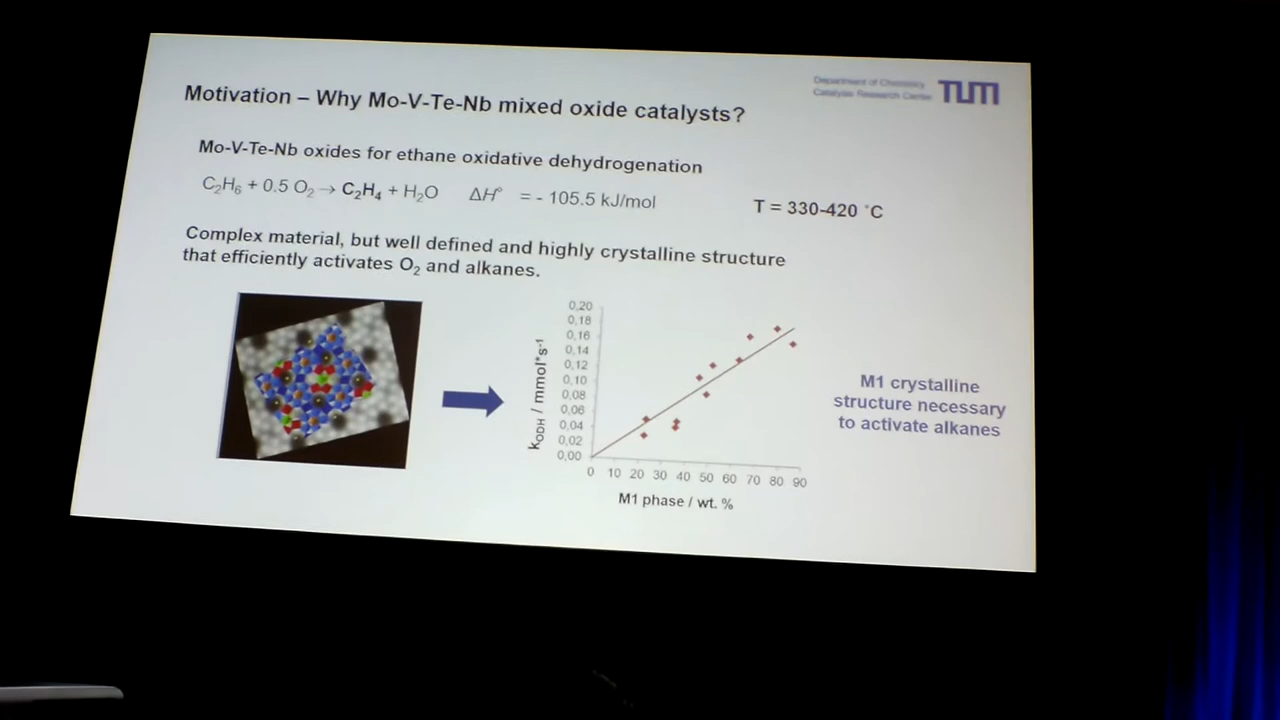 Department of Chemistry
Catalysis Research Center
TUM
Motivation – Why Mo-V-Te-Nb mixed oxide catalysts?
Mo-V-Te-Nb oxides for ethane oxidative dehydrogenation
C₂H₆ + 0.5 O₂ → C₂H₄ + H₂O ΔH° = - 105.5 kJ/mol
T = 330-420 °C
Complex material, but well defined and highly crystalline structure
that efficiently activates O₂ and alkanes.
0,20
0,18
0,16
0,14
0,12
0,10
0,08
0,06
0,04
0,02
0,00
kODH / mmol*s⁻¹
0 10 20 30 40 50 60 70 80 90
M1 phase / wt. %
M1 crystalline
structure necessary
to activate alkanes